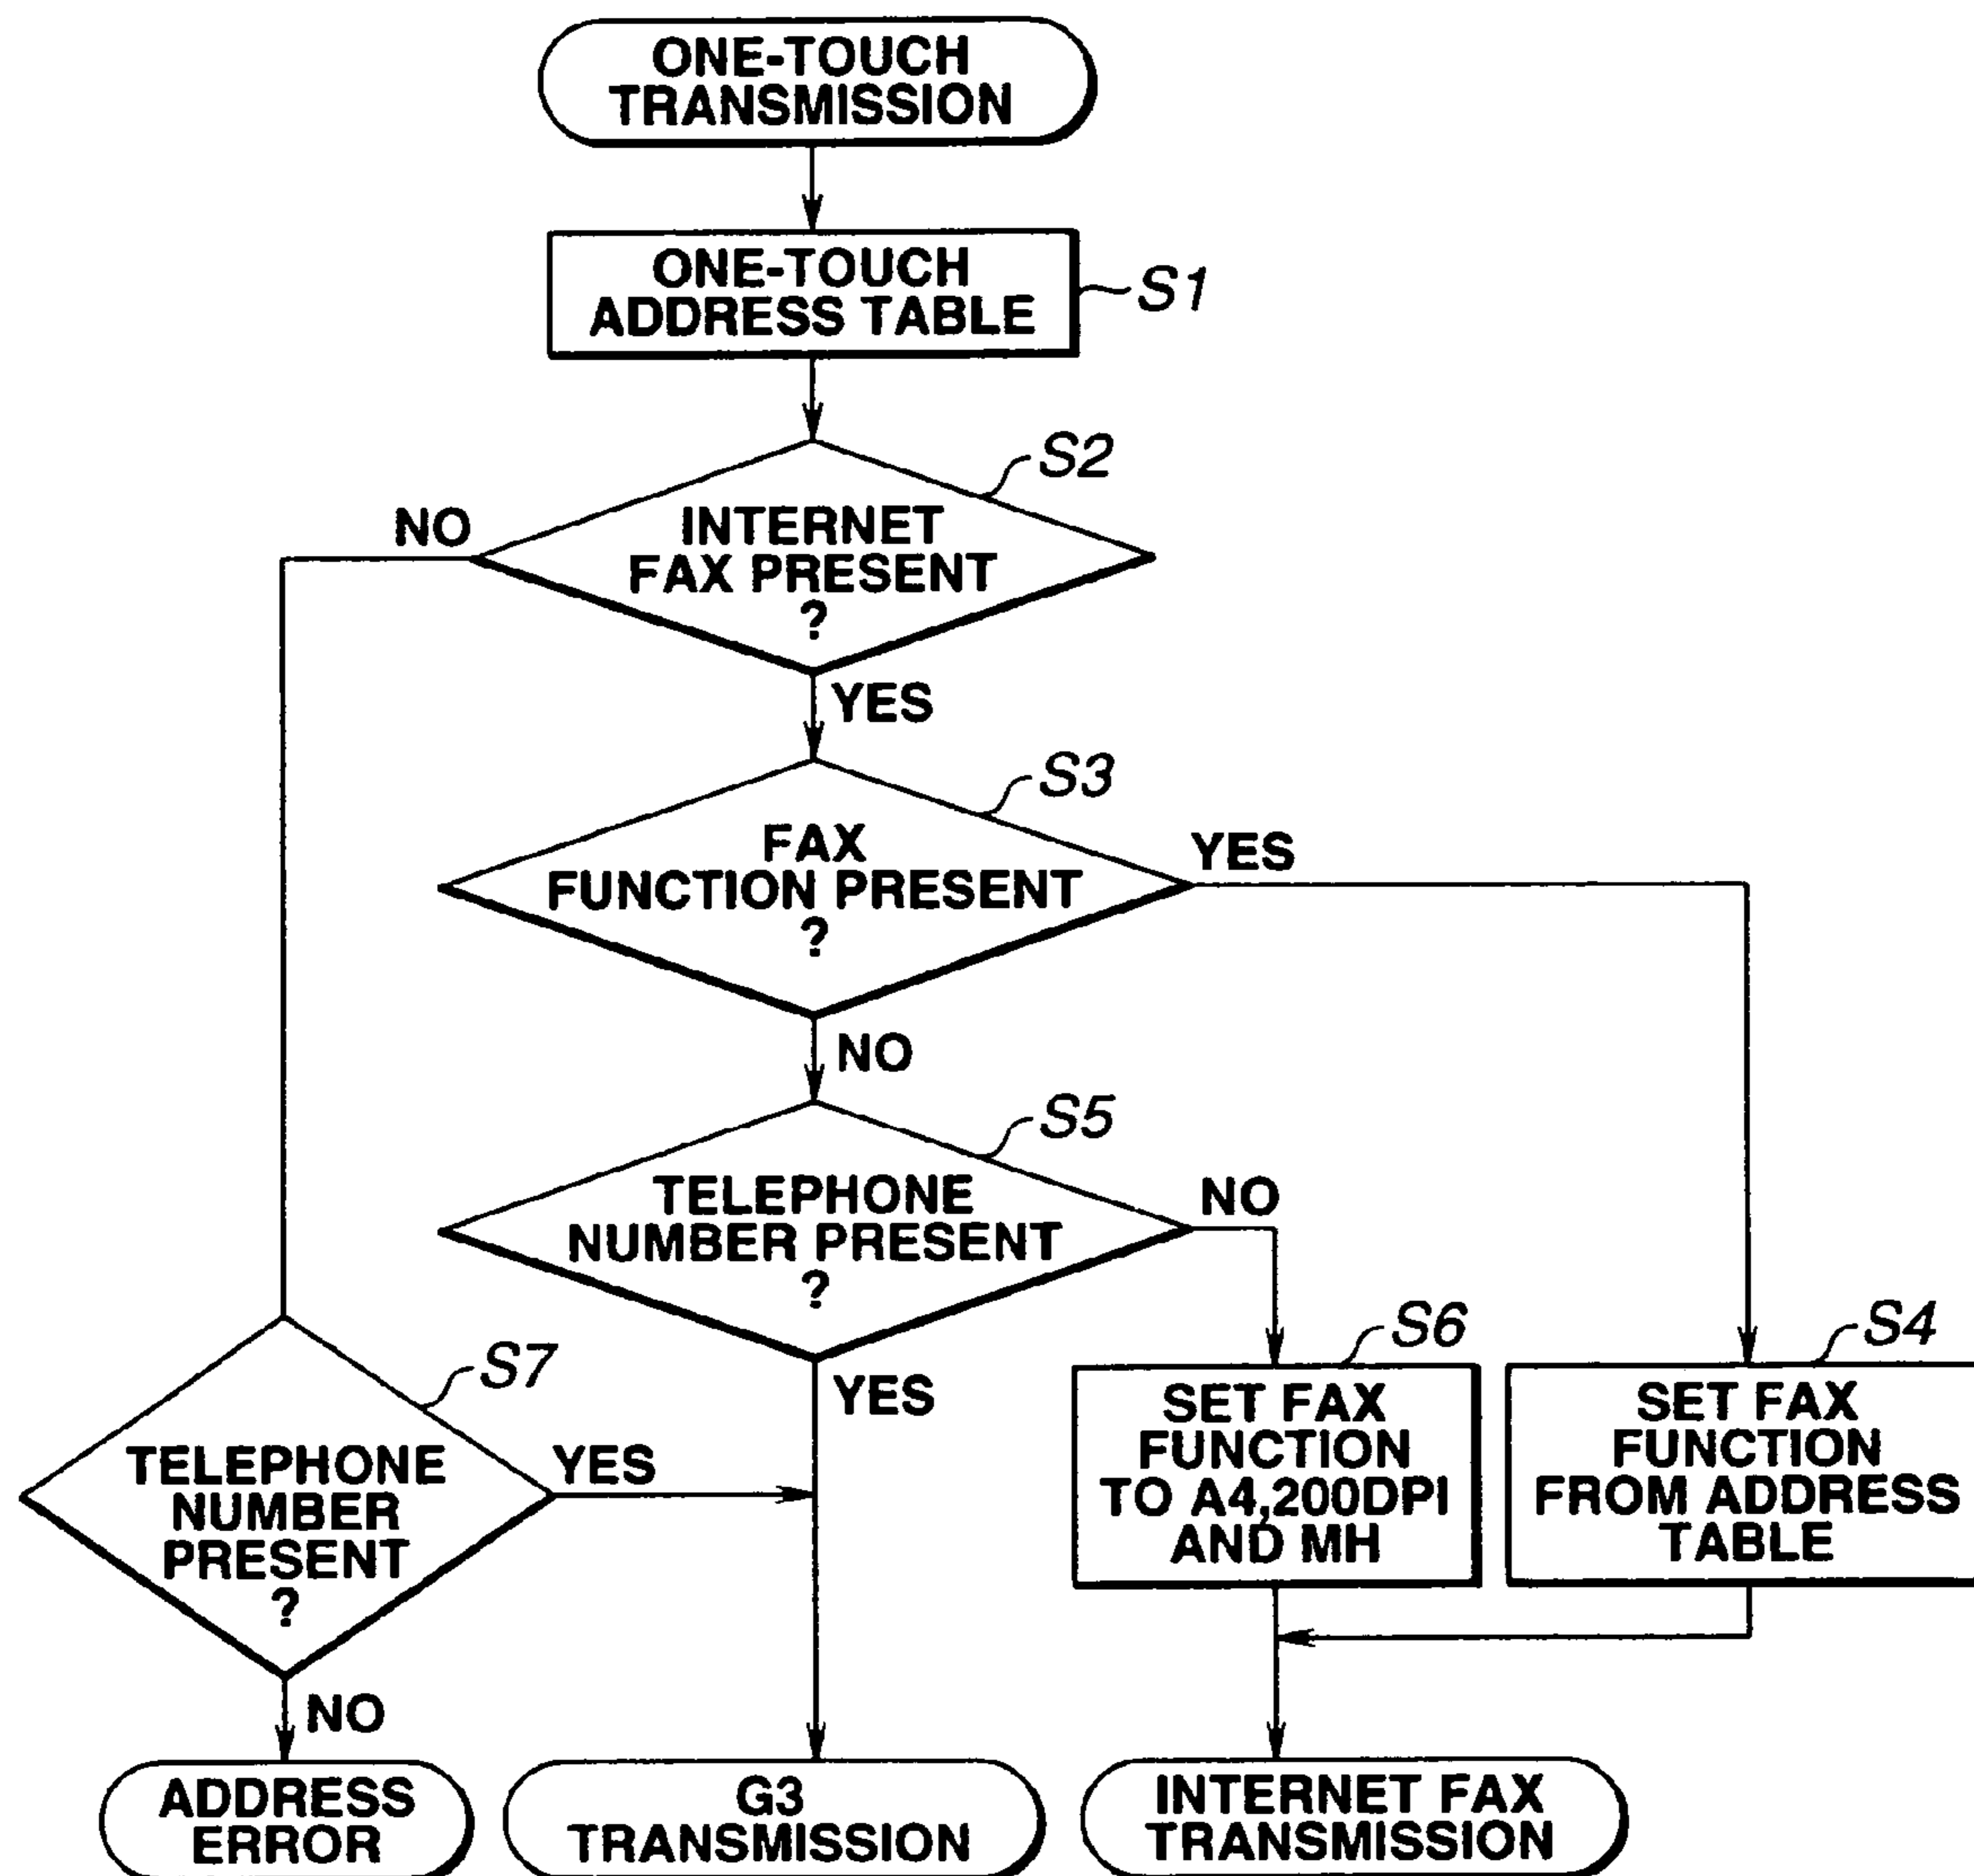 ONE-TOUCH
TRANSMISSION
ONE-TOUCH
ADDRESS TABLE
S1
S2
NO
INTERNET
FAX PRESENT
?
YES
S3
FAX
FUNCTION PRESENT
?
YES
NO
S5
TELEPHONE
NUMBER PRESENT
?
NO
YES
S7
TELEPHONE
NUMBER
PRESENT
?
YES
NO
S6
SET FAX
FUNCTION
TO A4,200DPI
AND MH
S4
SET FAX
FUNCTION
FROM ADDRESS
TABLE
ADDRESS
ERROR
G3
TRANSMISSION
INTERNET FAX
TRANSMISSION